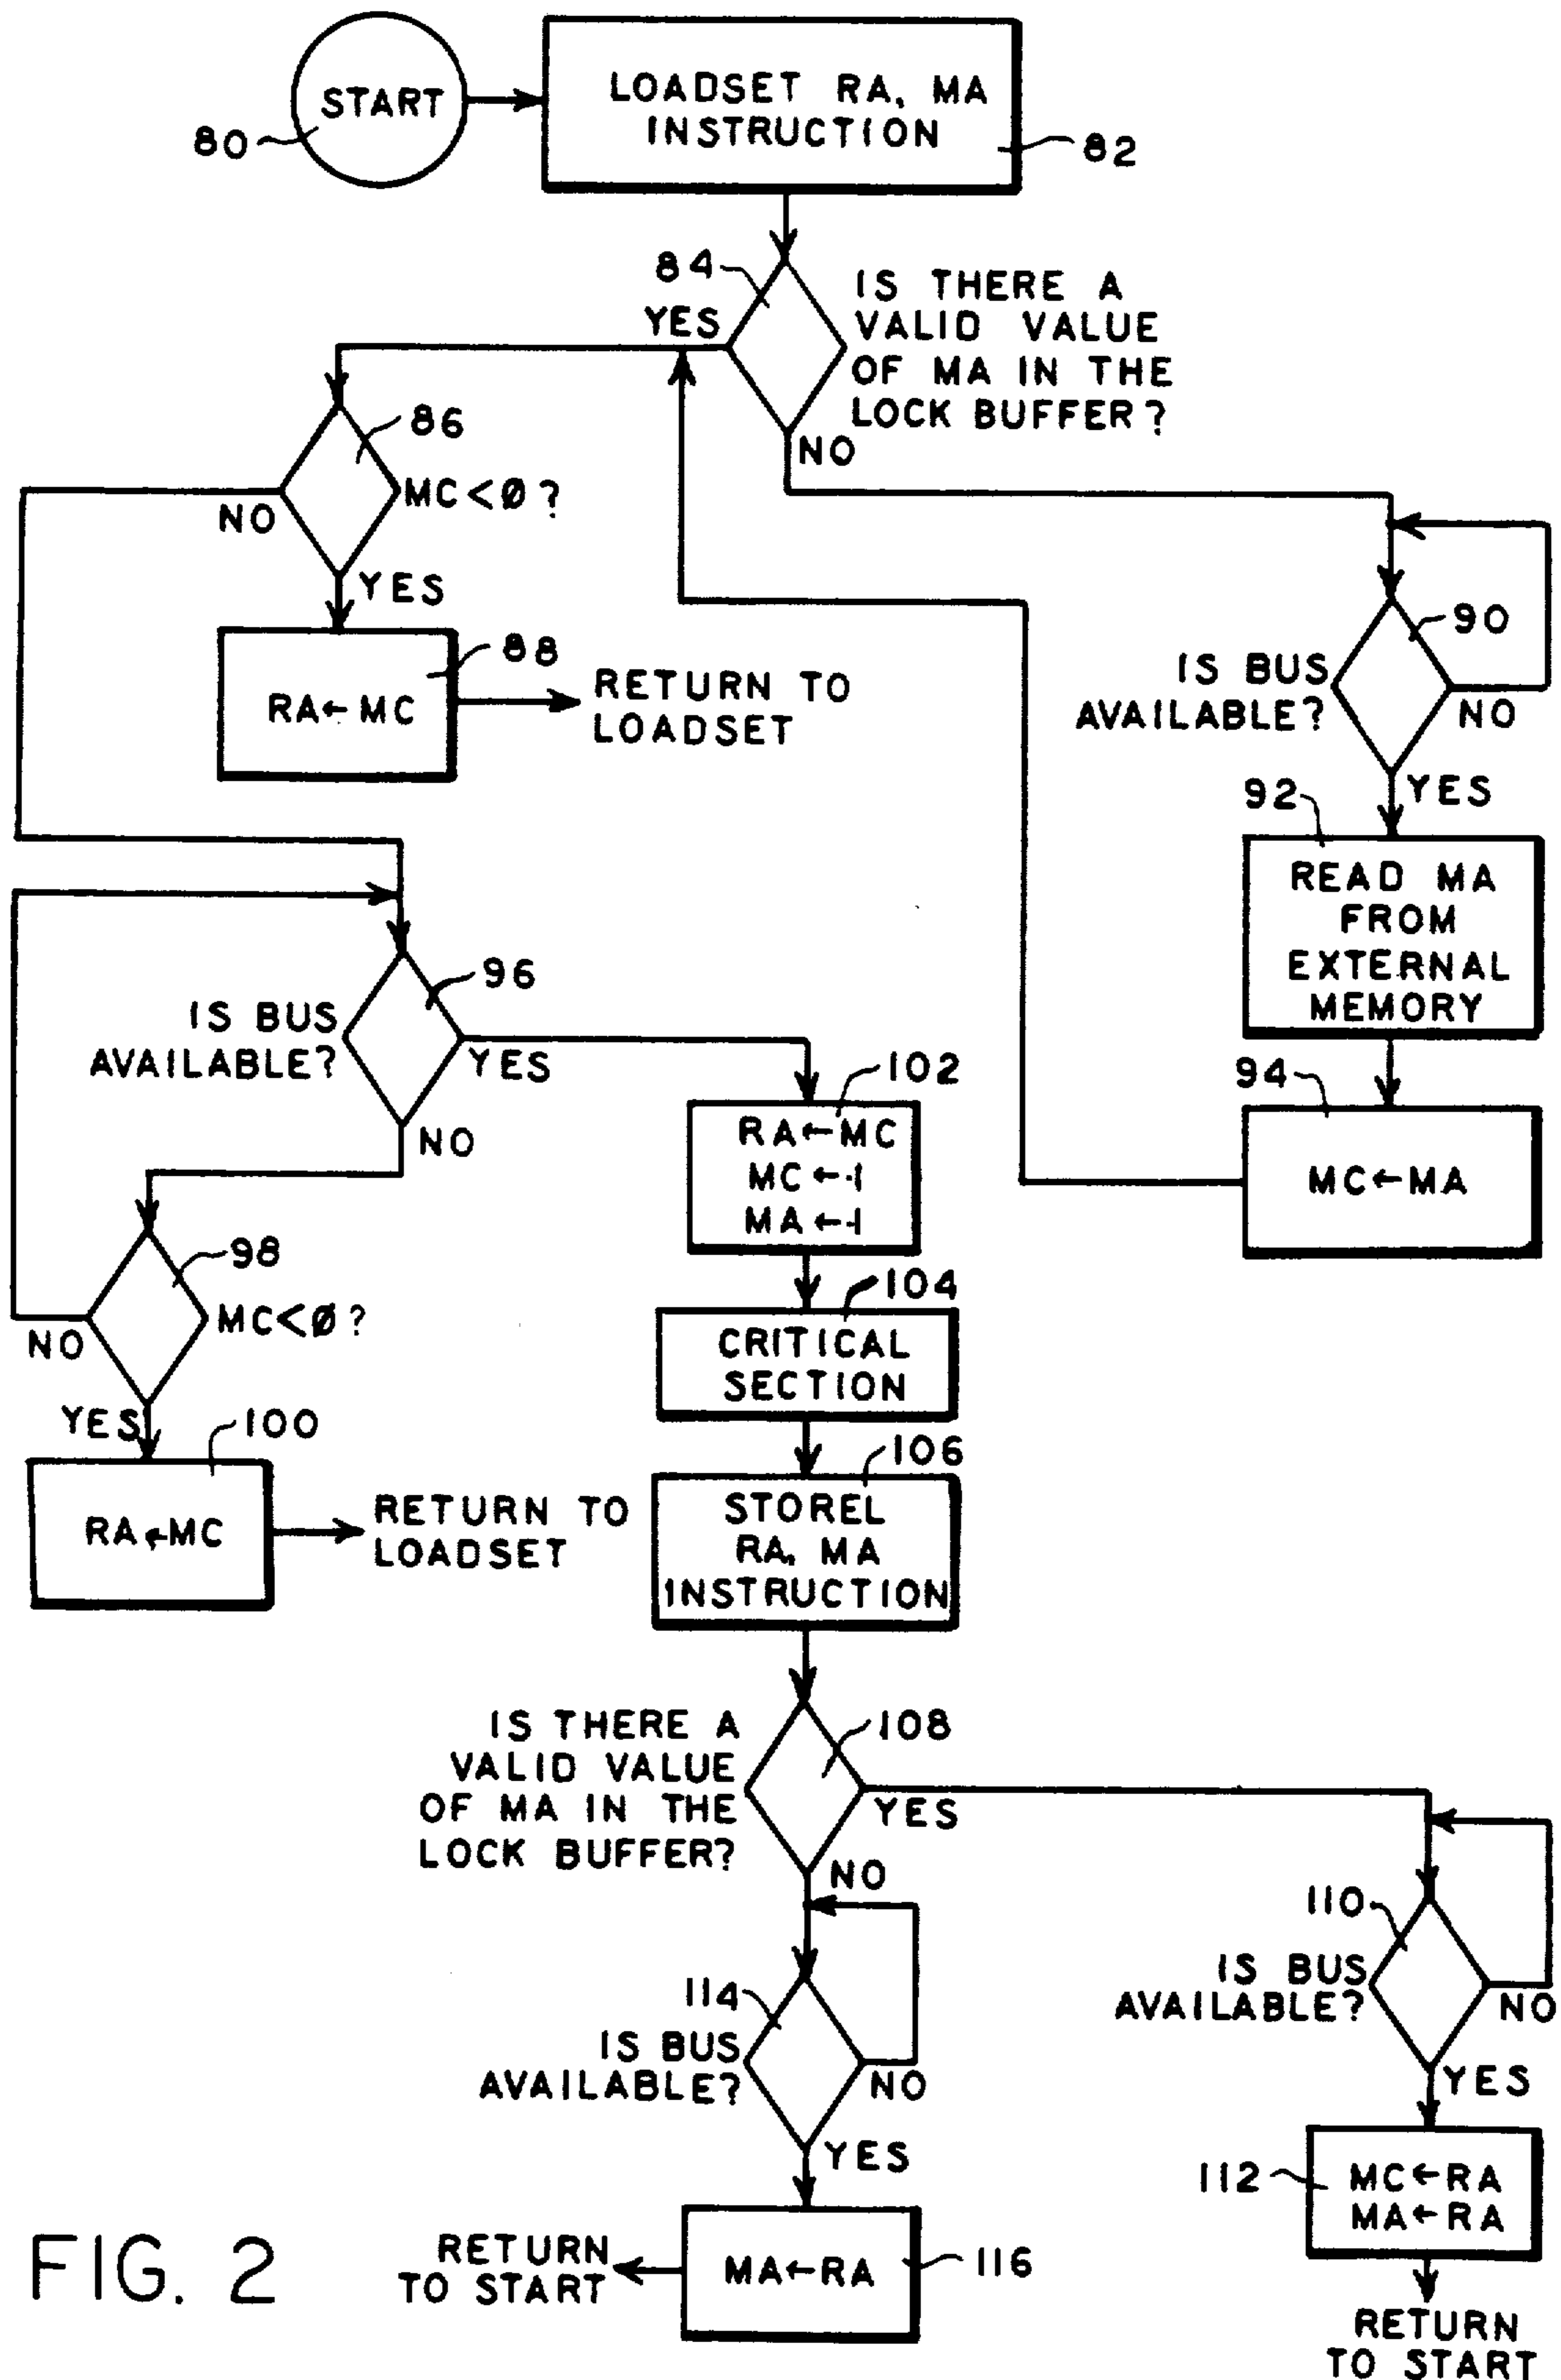 START
80
LOADSET RA, MA
INSTRUCTION
82
84
YES
IS THERE A
VALID VALUE
OF MA IN THE
LOCK BUFFER?
NO
86
MC<Ø?
NO
YES
88
RA←MC
RETURN TO
LOADSET
90
IS BUS
AVAILABLE?
NO
YES
92
READ MA
FROM
EXTERNAL
MEMORY
94
MC←MA
96
IS BUS
AVAILABLE?
YES
NO
98
MC<Ø?
NO
YES
100
RA←MC
RETURN TO
LOADSET
102
RA←MC
MC←-1
MA←-1
104
CRITICAL
SECTION
106
STOREL
RA, MA
INSTRUCTION
108
IS THERE A
VALID VALUE
OF MA IN THE
LOCK BUFFER?
YES
NO
110
IS BUS
AVAILABLE?
NO
YES
112
MC←RA
MA←RA
RETURN
TO START
114
IS BUS
AVAILABLE?
NO
YES
MA←RA
116
RETURN
TO START
FIG. 2